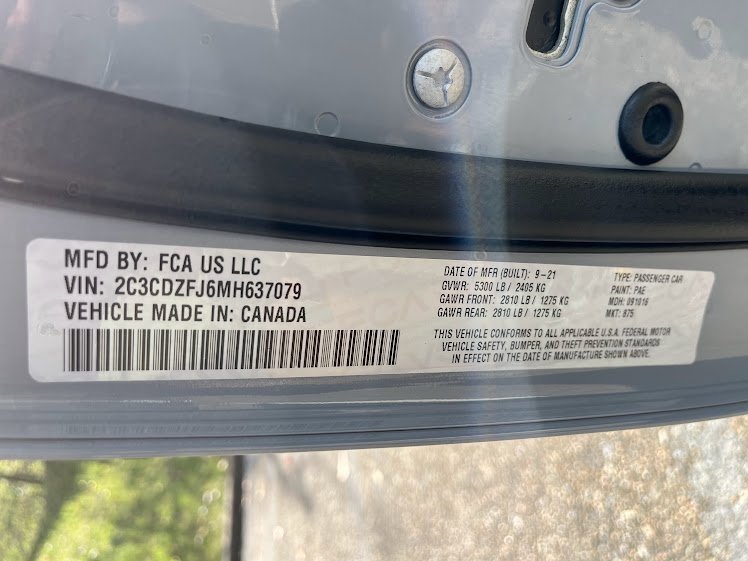 MFD BY: FCA US LLC
VIN: 2C3CDZFJ6MH637079
VEHICLE MADE IN: CANADA
DATE OF MFR (BUILT): 9-21
GVWR: 5300 LB / 2405 KG
GAWR FRONT: 2810 LB / 1275 KG
GAWR REAR: 2810 LB / 1275 KG
TYPE: PASSENGER CAR
PAINT: PAE
MDH: 091016
MKT: 875
THIS VEHICLE CONFORMS TO ALL APPLICABLE U.S.A. FEDERAL MOTOR
VEHICLE SAFETY, BUMPER, AND THEFT PREVENTION STANDARDS
IN EFFECT ON THE DATE OF MANUFACTURE SHOWN ABOVE.